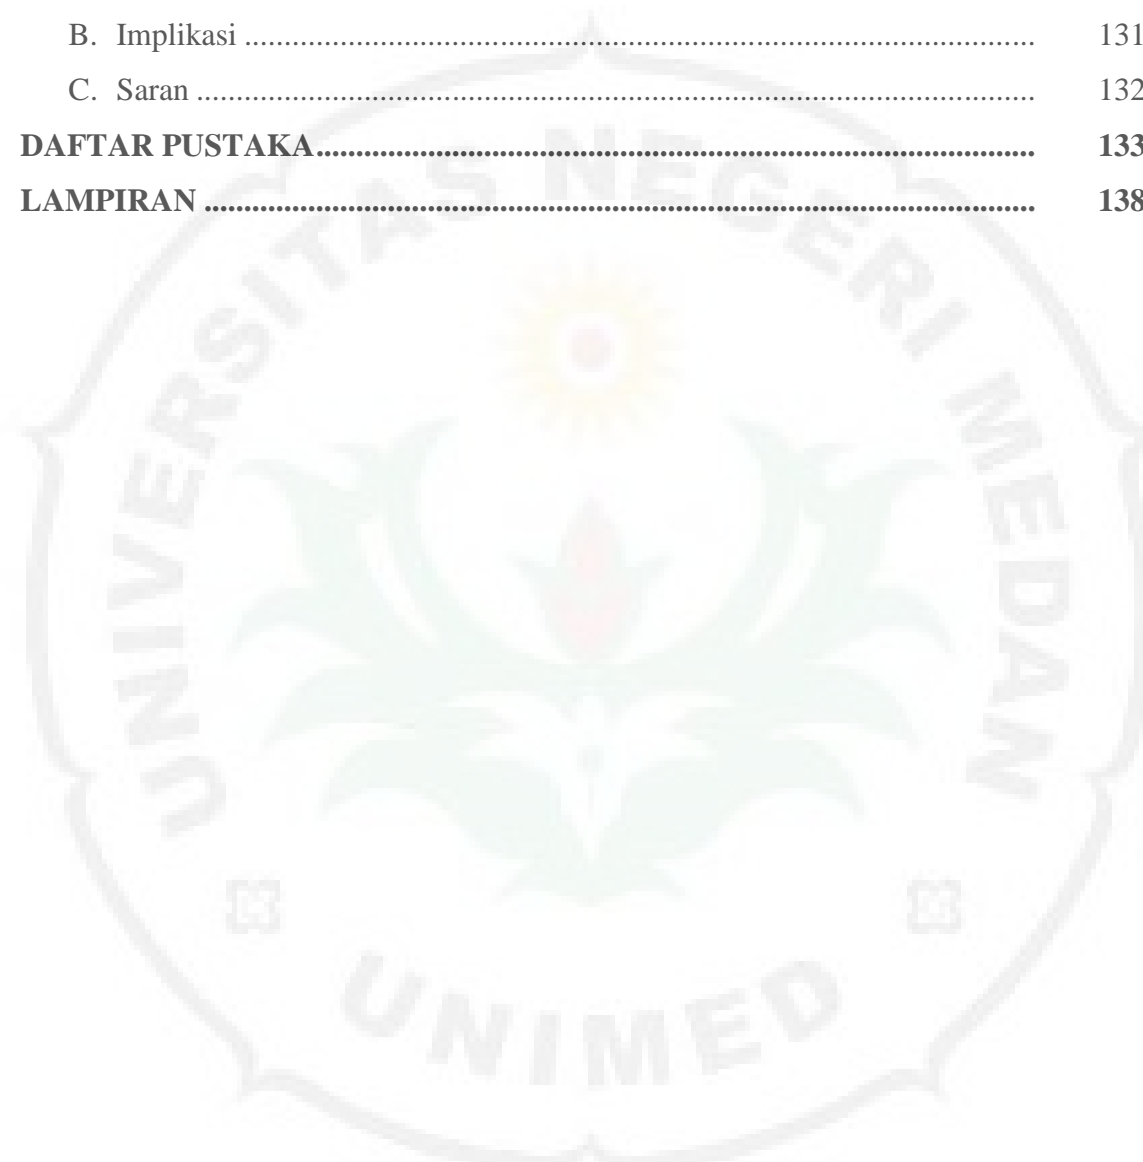 B. Implikasi .................................................................................................... 131
C. Saran .......................................................................................................... 132
DAFTAR PUSTAKA.......................................................................................... 133
LAMPIRAN ........................................................................................................ 138
UNIVERSITAS NEGERI MEDAN
UNIMED